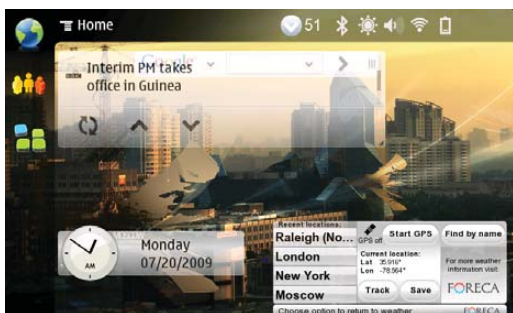 Home
51
Google
Interim PM takes
office in Guinea
AM
Monday
07/20/2009
Recent locations:
Raleigh (No...
London
New York
Moscow
GPS off
Start GPS
Find by name
Current location:
Lat 35.916°
Lon -78.564°
Track
Save
For more weather
information visit:
FORECA
Choose option to return to weather
FORECA